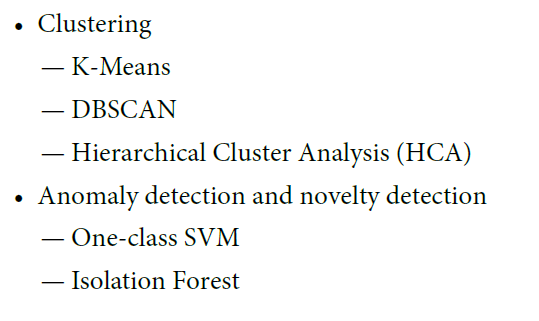 • Clustering
— K-Means
— DBSCAN
— Hierarchical Cluster Analysis (HCA)
• Anomaly detection and novelty detection
— One-class SVM
— Isolation Forest